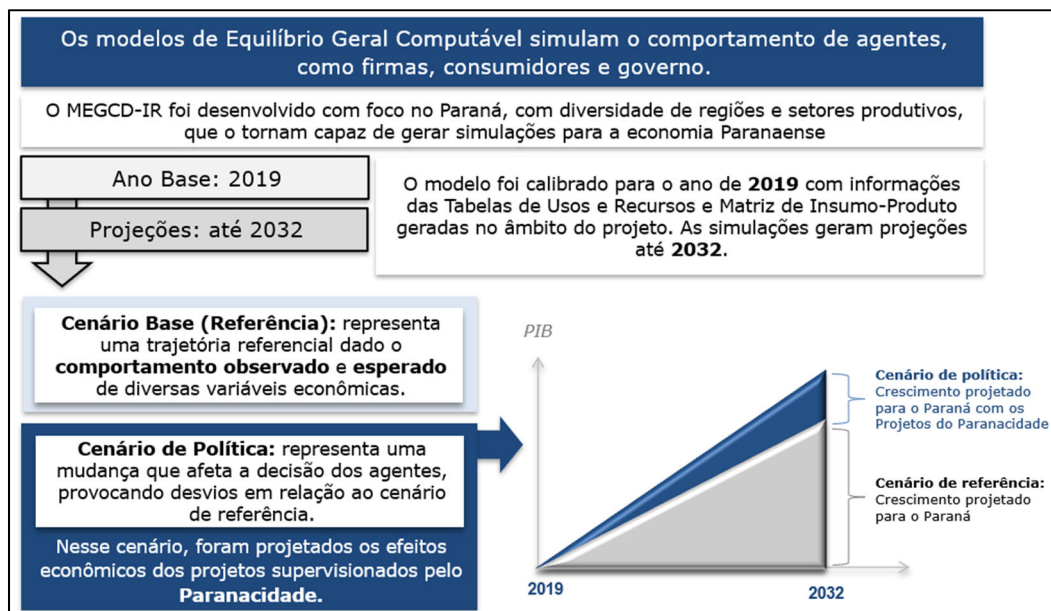 Os modelos de Equilíbrio Geral Computável simulam o comportamento de agentes,
como firmas, consumidores e governo.
O MEGCD-IR foi desenvolvido com foco no Paraná, com diversidade de regiões e setores produtivos,
que o tornam capaz de gerar simulações para a economia Paranaense
Ano Base: 2019
Projeções: até 2032
O modelo foi calibrado para o ano de 2019 com informações
das Tabelas de Usos e Recursos e Matriz de Insumo-Produto
geradas no âmbito do projeto. As simulações geram projeções
até 2032.
Cenário Base (Referência): representa
uma trajetória referencial dado o
comportamento observado e esperado
de diversas variáveis econômicas.
Cenário de Política: representa uma
mudança que afeta a decisão dos agentes,
provocando desvios em relação ao cenário
de referência.
Nesse cenário, foram projetados os efeitos
econômicos dos projetos supervisionados pelo
Paranacidade.
PIB
Cenário de política:
Crescimento projetado
para o Paraná com os
Projetos do Paranacidade
Cenário de referência:
Crescimento projetado
para o Paraná
2019
2032